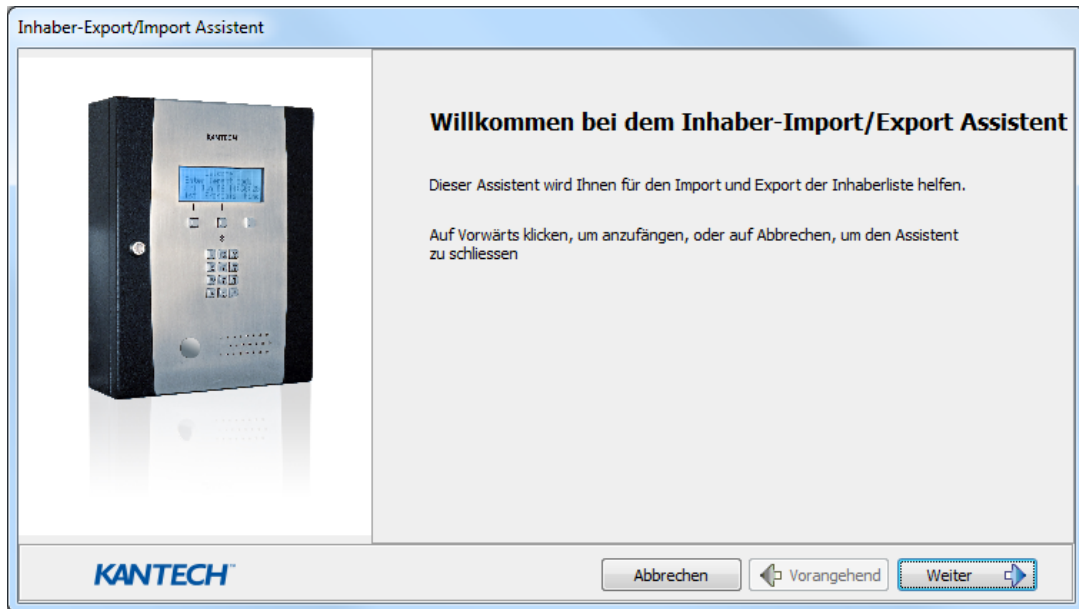 Inhaber-Export/Import Assistent
KANTECH
Willkommen bei dem Inhaber-Import/Export Assistent
Dieser Assistent wird Ihnen für den Import und Export der Inhaberliste helfen.
Auf Vorwärts klicken, um anzufangen, oder auf Abbrechen, um den Assistent
zu schliessen
KANTECH
Abbrechen
Vorangehend
Weiter